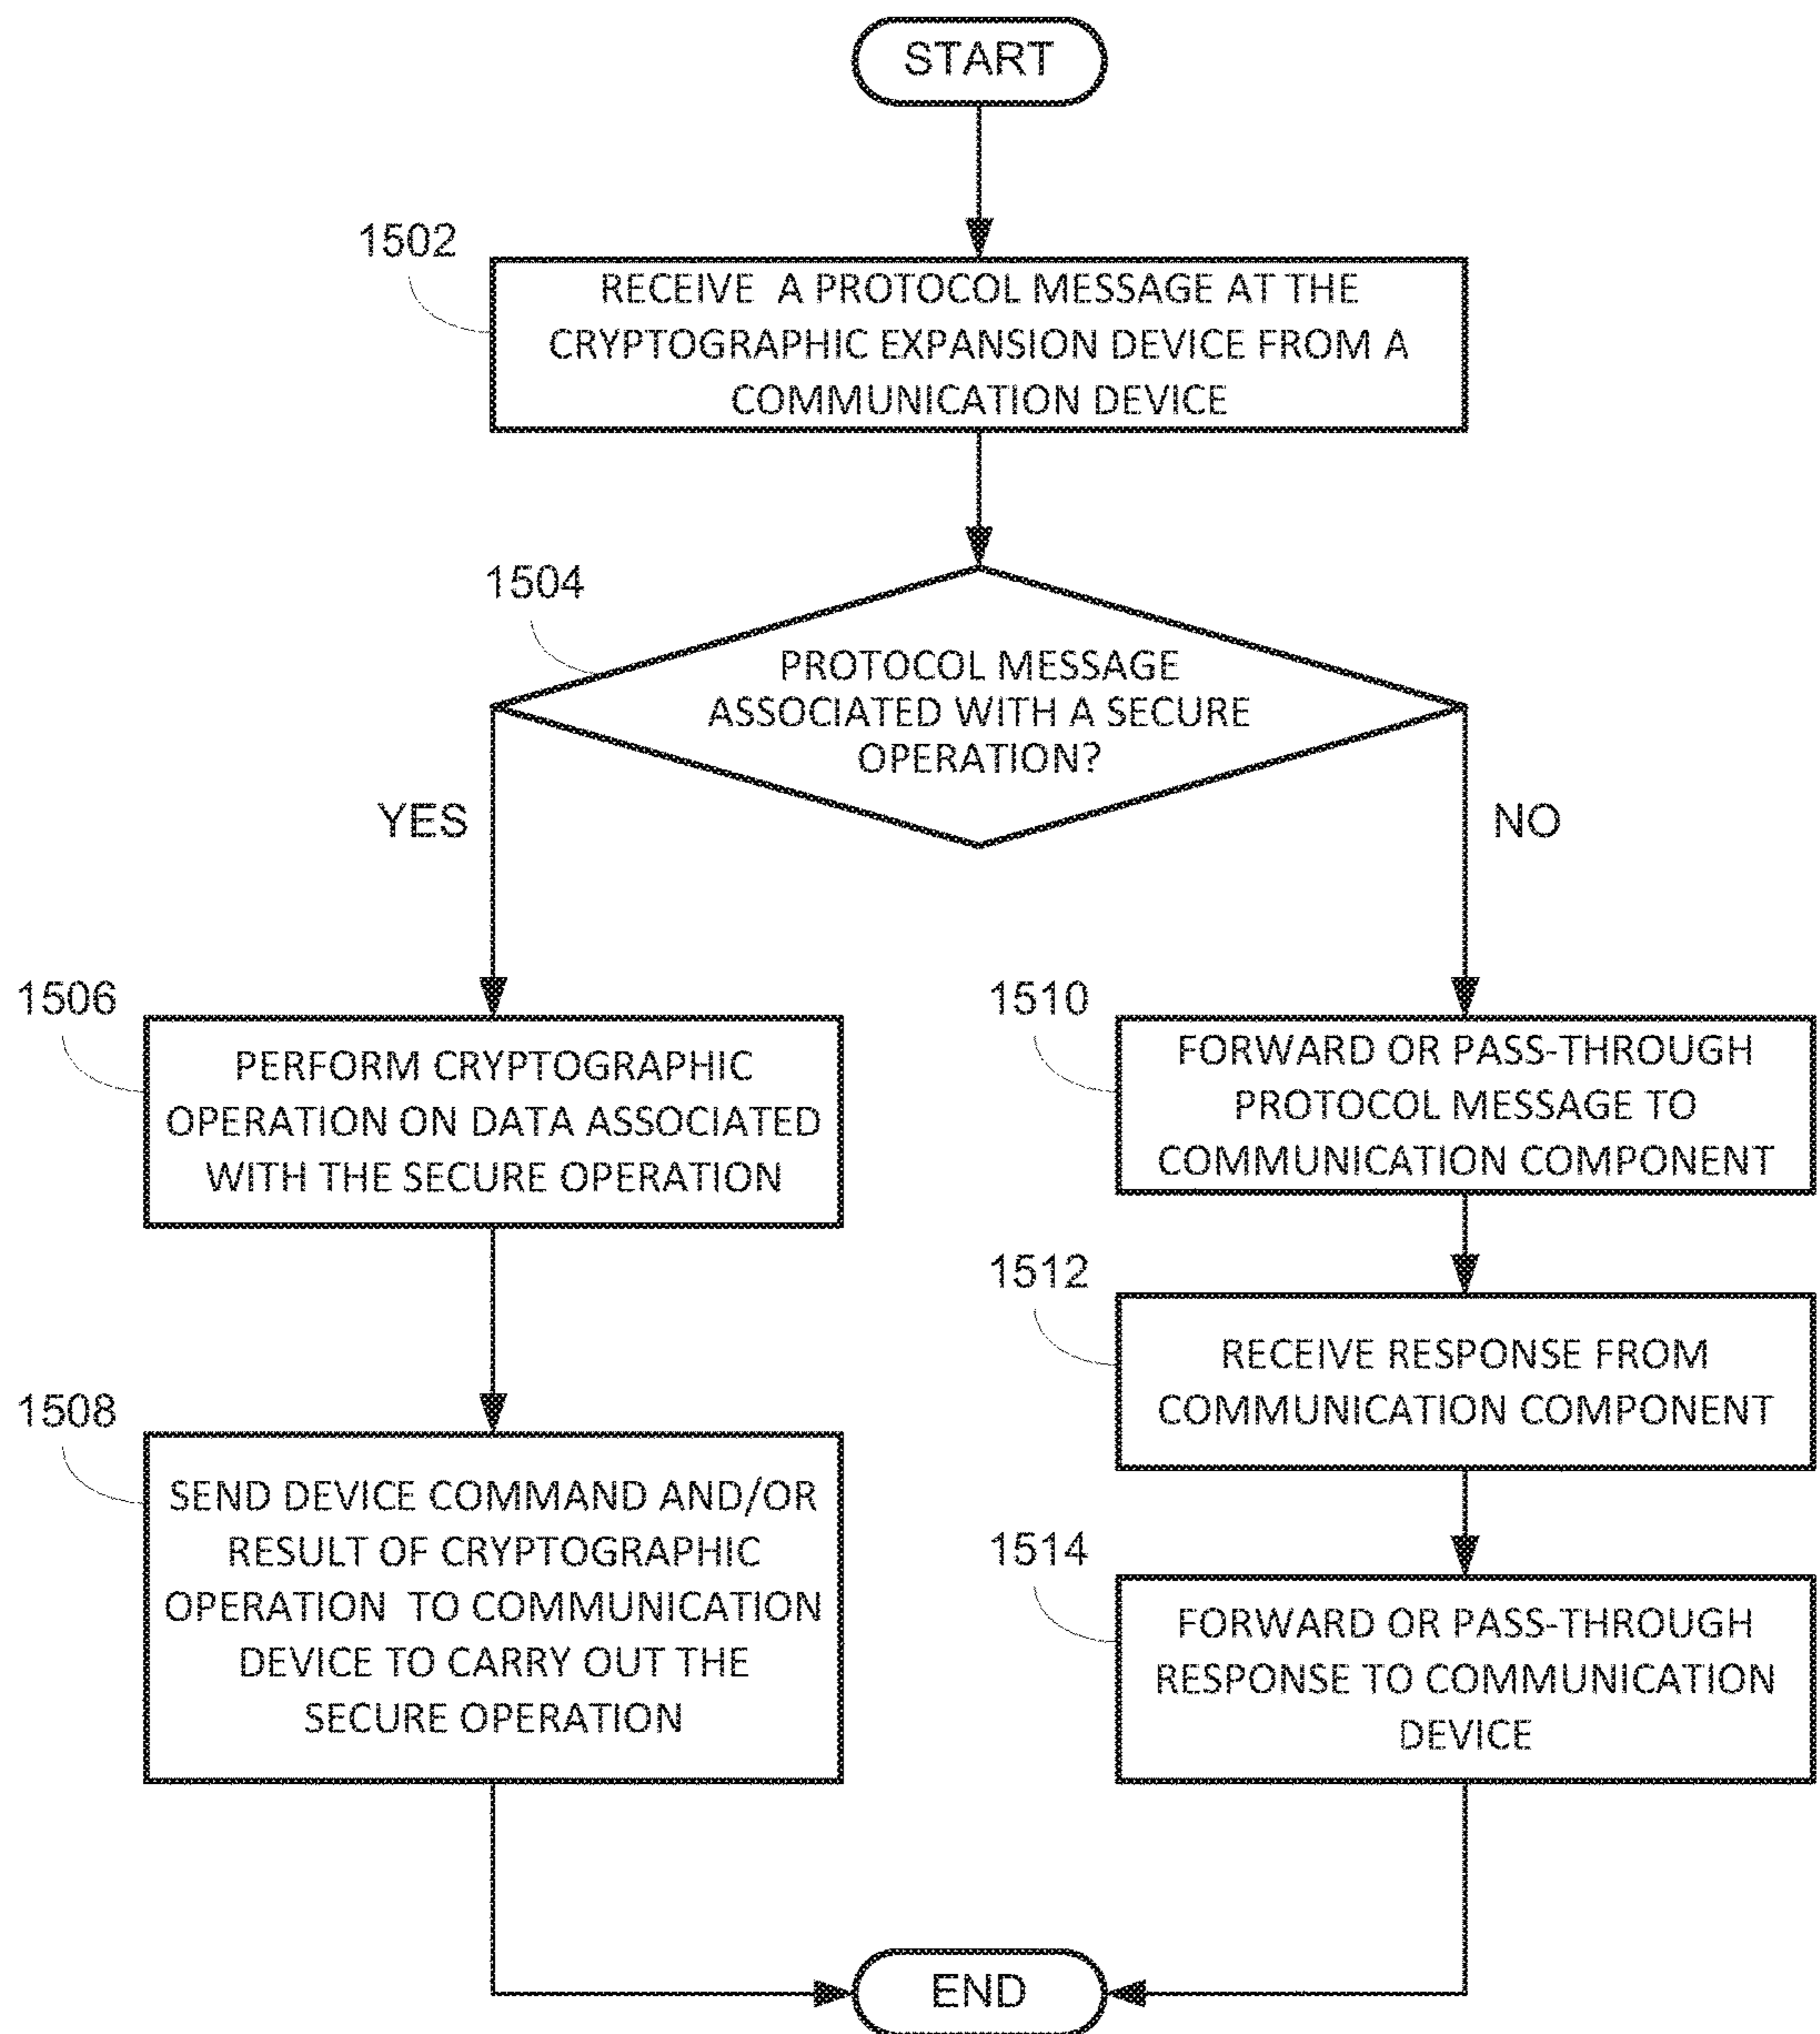 START
1502
RECEIVE A PROTOCOL MESSAGE AT THE
CRYPTOGRAPHIC EXPANSION DEVICE FROM A
COMMUNICATION DEVICE
1504
PROTOCOL MESSAGE
ASSOCIATED WITH A SECURE
OPERATION?
YES
NO
1506
PERFORM CRYPTOGRAPHIC
OPERATION ON DATA ASSOCIATED
WITH THE SECURE OPERATION
1508
SEND DEVICE COMMAND AND/OR
RESULT OF CRYPTOGRAPHIC
OPERATION TO COMMUNICATION
DEVICE TO CARRY OUT THE
SECURE OPERATION
1510
FORWARD OR PASS-THROUGH
PROTOCOL MESSAGE TO
COMMUNICATION COMPONENT
1512
RECEIVE RESPONSE FROM
COMMUNICATION COMPONENT
1514
FORWARD OR PASS-THROUGH
RESPONSE TO COMMUNICATION
DEVICE
END